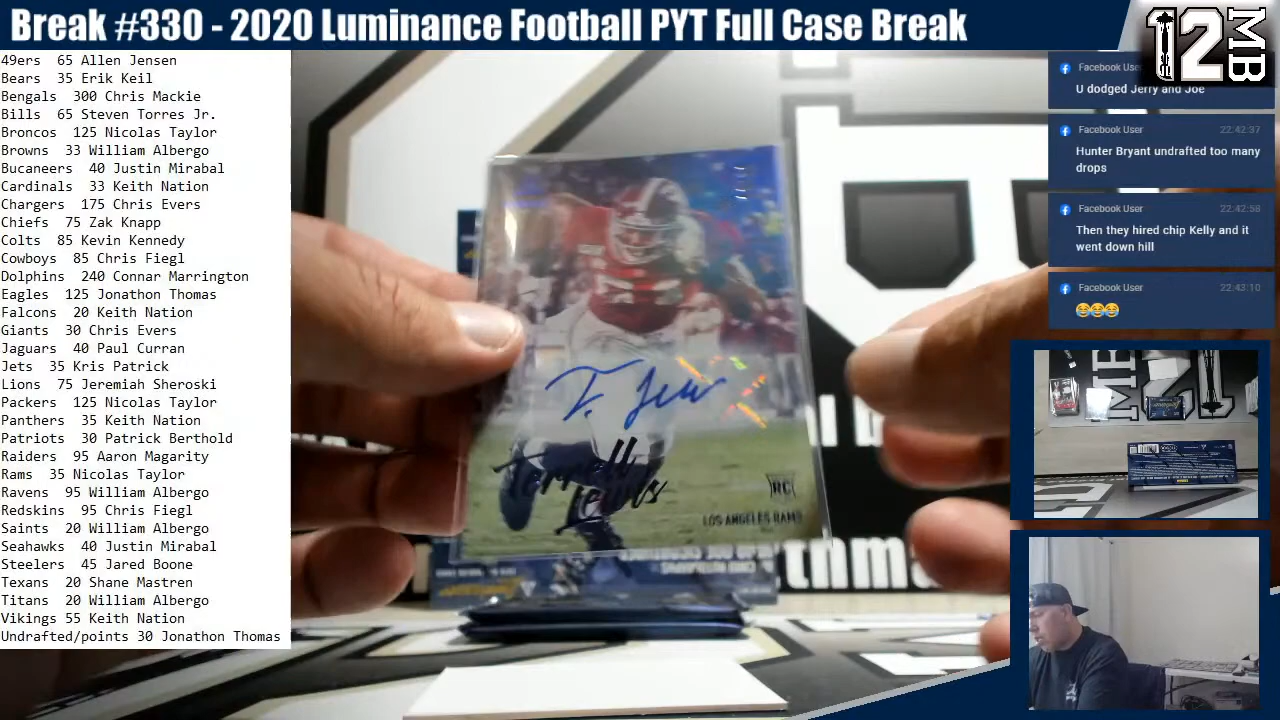 Break #330 - 2020 Luminance Football PYT Full Case Break
12
MB
49ers 65 Allen Jensen
Bears 35 Erik Keil
Bengals 300 Chris Mackie
Bills 65 Steven Torres Jr.
Broncos 125 Nicolas Taylor
Browns 33 William Albergo
Bucaneers 40 Justin Mirabal
Cardinals 33 Keith Nation
Chargers 175 Chris Evers
Chiefs 75 Zak Knapp
Colts 85 Kevin Kennedy
Cowboys 85 Chris Fiegl
Dolphins 240 Connar Marrington
Eagles 125 Jonathon Thomas
Falcons 20 Keith Nation
Giants 30 Chris Evers
Jaguars 40 Paul Curran
Jets 35 Kris Patrick
Lions 75 Jeremiah Sheroski
Packers 125 Nicolas Taylor
Panthers 35 Keith Nation
Patriots 30 Patrick Berthold
Raiders 95 Aaron Magarity
Rams 35 Nicolas Taylor
Ravens 95 William Albergo
Redskins 95 Chris Fiegl
Saints 20 William Albergo
Seahawks 40 Justin Mirabal
Steelers 45 Jared Boone
Texans 20 Shane Mastren
Titans 20 William Albergo
Vikings 55 Keith Nation
Undrafted/points 30 Jonathon Thomas
T. Lew
Terrell
Lewis
RC
LOS ANGELES RAMS
Facebook Use
U dodged Jerry and Joe
Facebook User 22:42:37
Hunter Bryant undrafted too many
drops
Facebook User 22:42:58
Then they hired chip Kelly and it
went down hill
Facebook User 22:43:10